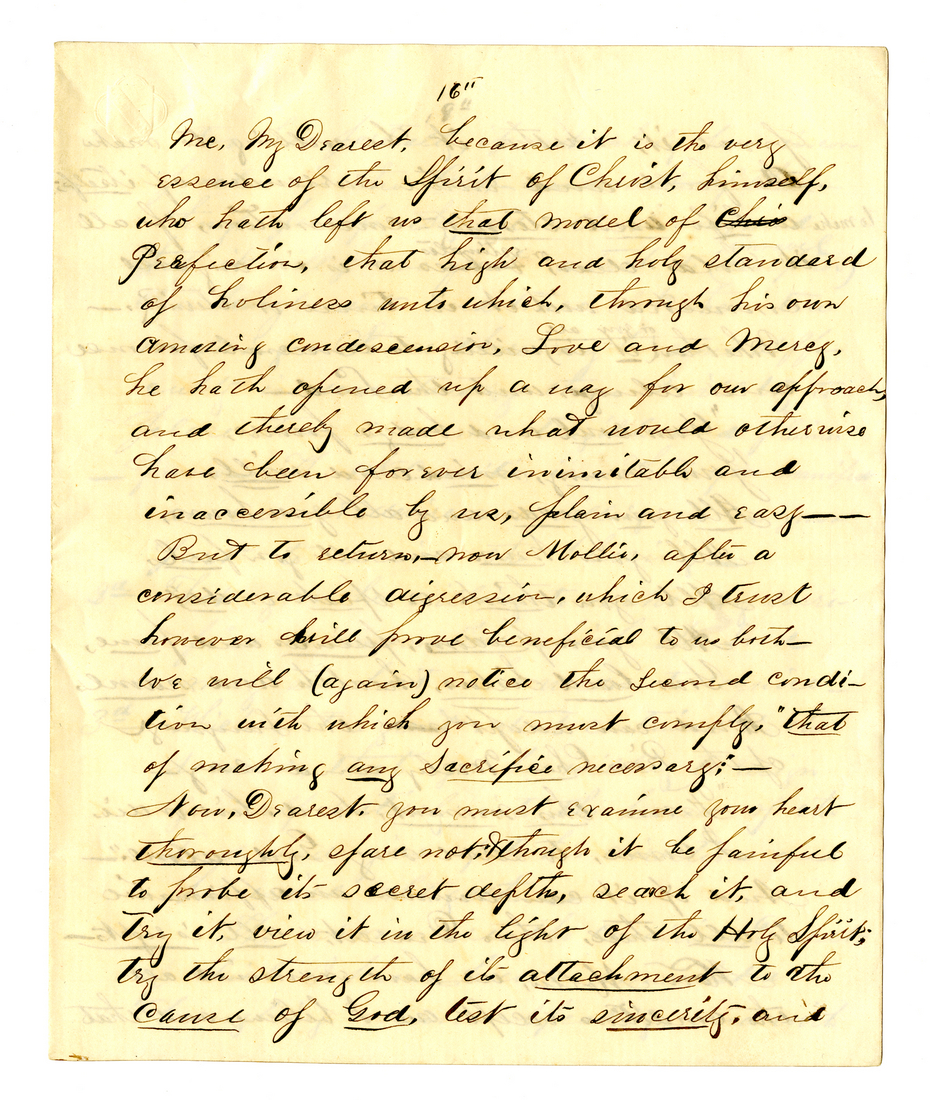 16"
Me, My Dearest, because it is the very
essence of the Spirit of Christ, himself,
who hath left us that model of Chris
Perfection, that high and holy standard
of holiness unto which, through his own
amazing condescension, Love and Mercy,
he hath opened up a way for our approach,
and thereby made what would otherwise
have been forever inimitable and
inaccessible by us, plain and easy——
But to return,—now Mollie, after a
considerable digression, which I trust
however will prove beneficial to us both—
We will (again) notice the second condi-
tion with which you must comply, "that
of making any Sacrifice necessary:"—
Now, Dearest, you must examine your heart
thoroughly, spare not, though it be painful
to probe its secret depths, seach it, and
try it, view it in the light of the Holy Spirit;
try the strength of its attachment to the
Cause of God, test its sincerity, and